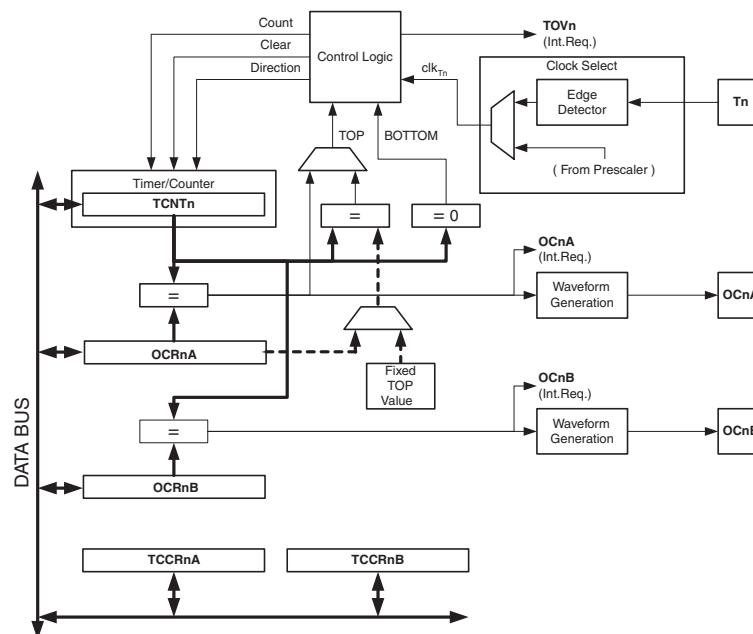 Count
Clear
Direction
Control Logic
TOVn
(Int.Req.)
clkTn
Clock Select
Edge
Detector
Tn
( From Prescaler )
TOP
BOTTOM
Timer/Counter
TCNTn
=
= 0
OCnA
(Int.Req.)
=
Waveform
Generation
OCnA
OCRnA
Fixed
TOP
Value
OCnB
(Int.Req.)
=
Waveform
Generation
OCnB
OCRnB
DATA BUS
TCCRnA
TCCRnB